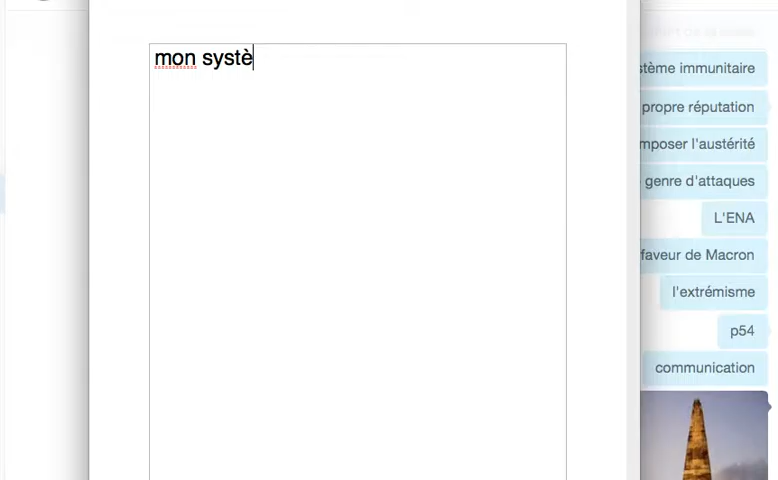 mon systè
stème immunitaire
propre réputation
mposer l'austérité
genre d'attaques
L'ENA
faveur de Macron
l'extrémisme
p54
communication